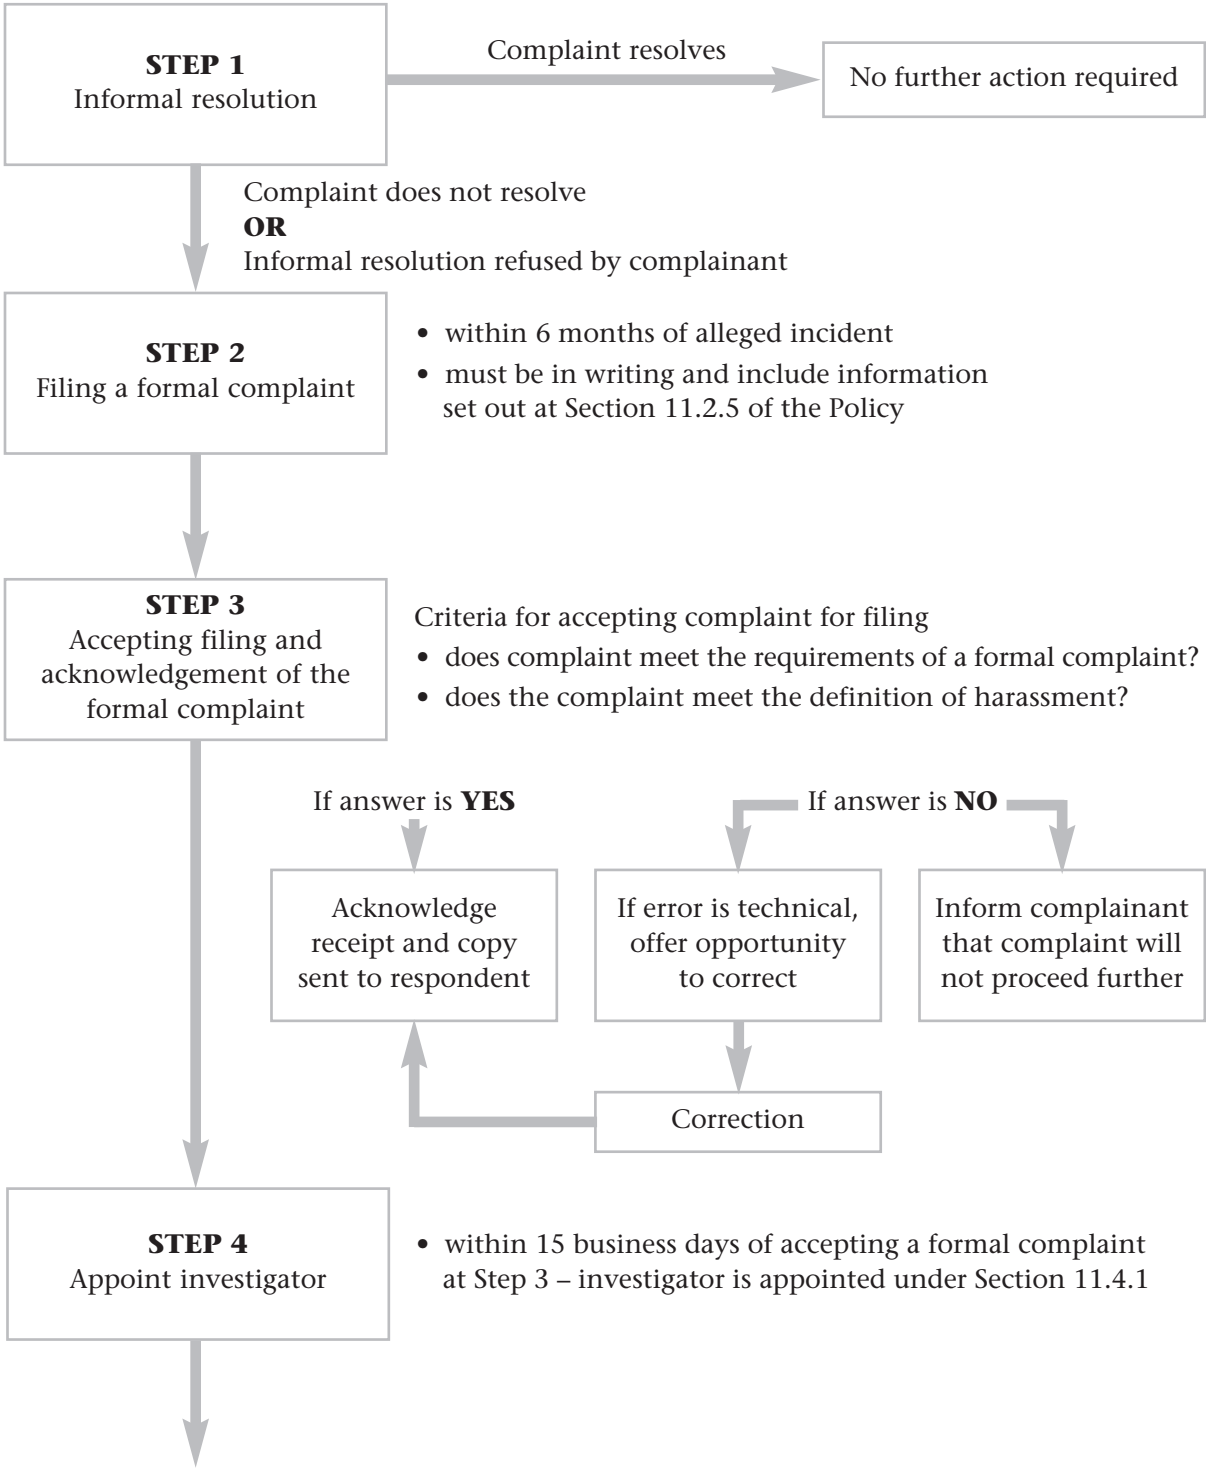 STEP 1
Informal resolution
Complaint resolves
No further action required
Complaint does not resolve
OR
Informal resolution refused by complainant
STEP 2
Filing a formal complaint
• within 6 months of alleged incident
• must be in writing and include information
set out at Section 11.2.5 of the Policy
STEP 3
Accepting filing and
acknowledgement of the
formal complaint
Criteria for accepting complaint for filing
• does complaint meet the requirements of a formal complaint?
• does the complaint meet the definition of harassment?
If answer is YES
If answer is NO
Acknowledge
receipt and copy
sent to respondent
If error is technical,
offer opportunity
to correct
Inform complainant
that complaint will
not proceed further
Correction
STEP 4
Appoint investigator
• within 15 business days of accepting a formal complaint
at Step 3 – investigator is appointed under Section 11.4.1